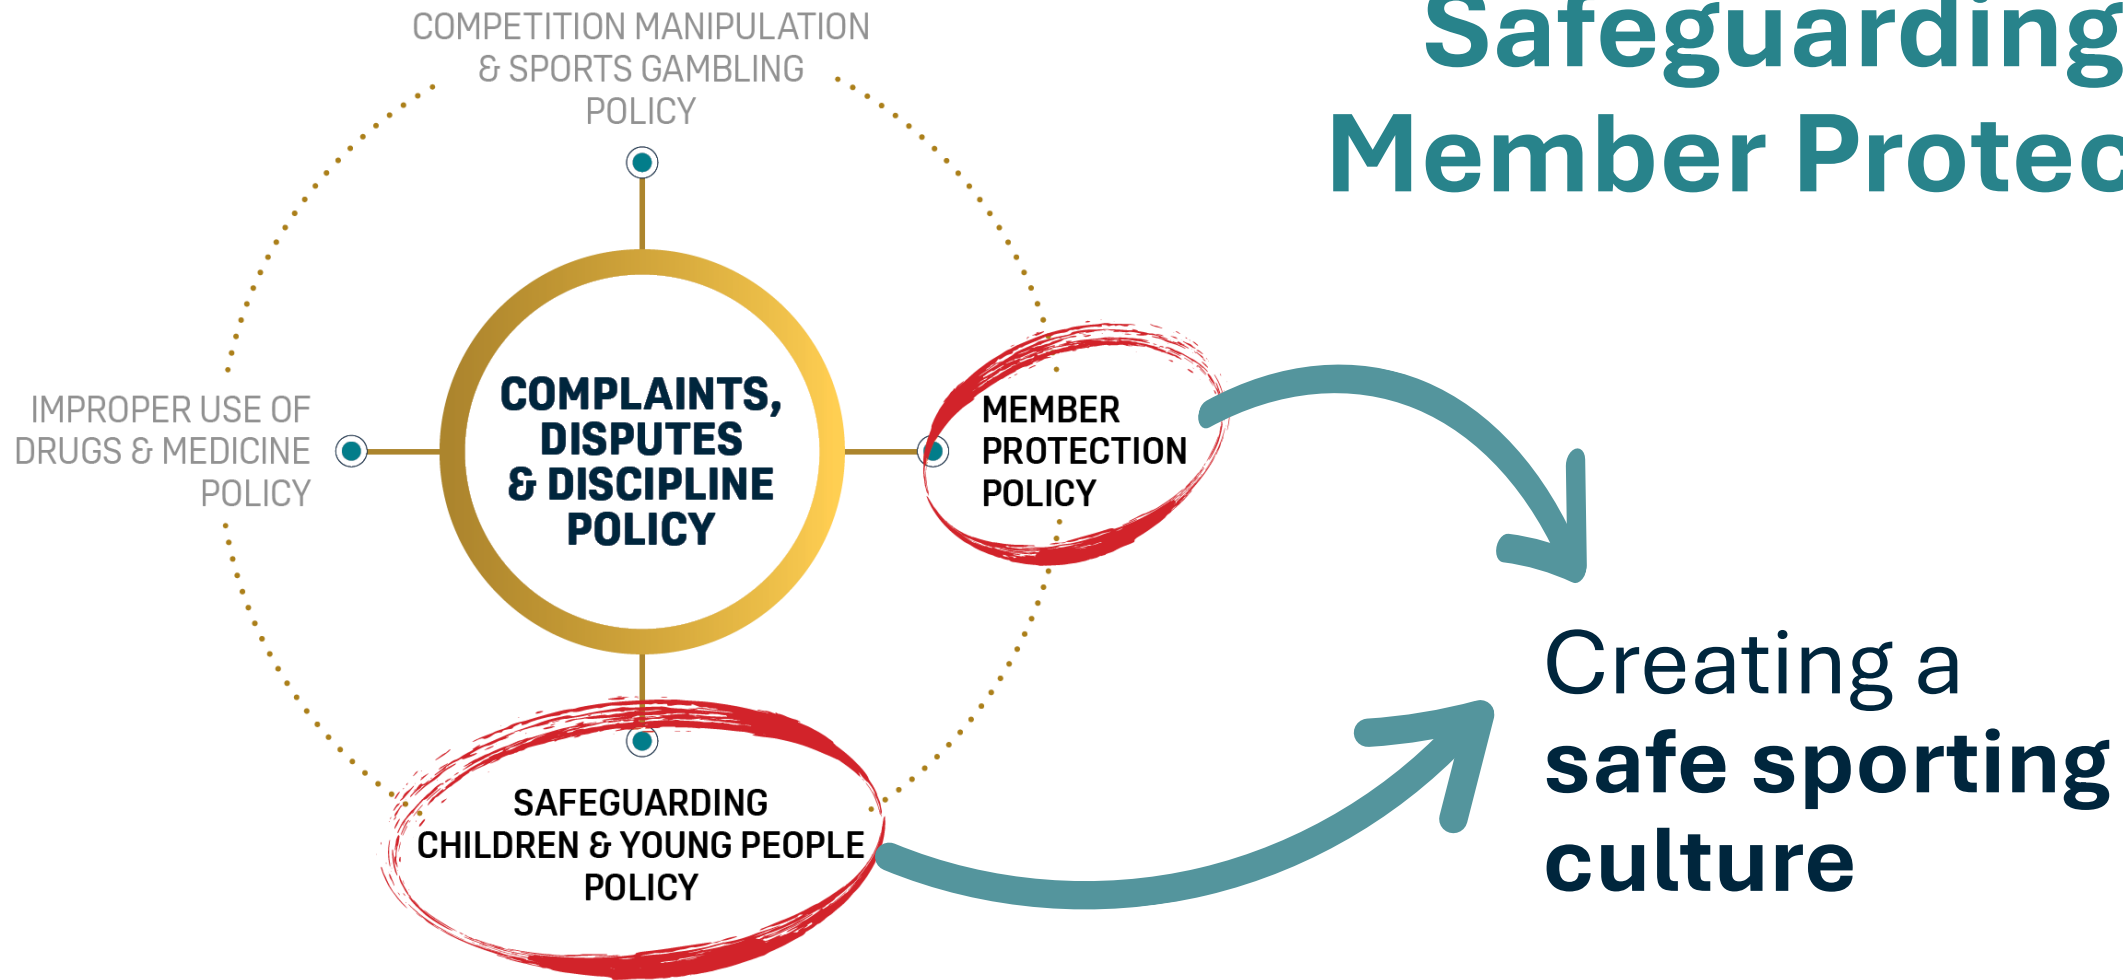 COMPETITION MANIPULATION
& SPORTS GAMBLING
POLICY
Safeguarding
Member Protec
IMPROPER USE OF
DRUGS & MEDICINE
POLICY
COMPLAINTS,
DISPUTES
& DISCIPLINE
POLICY
MEMBER
PROTECTION
POLICY
SAFEGUARDING
CHILDREN & YOUNG PEOPLE
POLICY
Creating a
safe sporting
culture